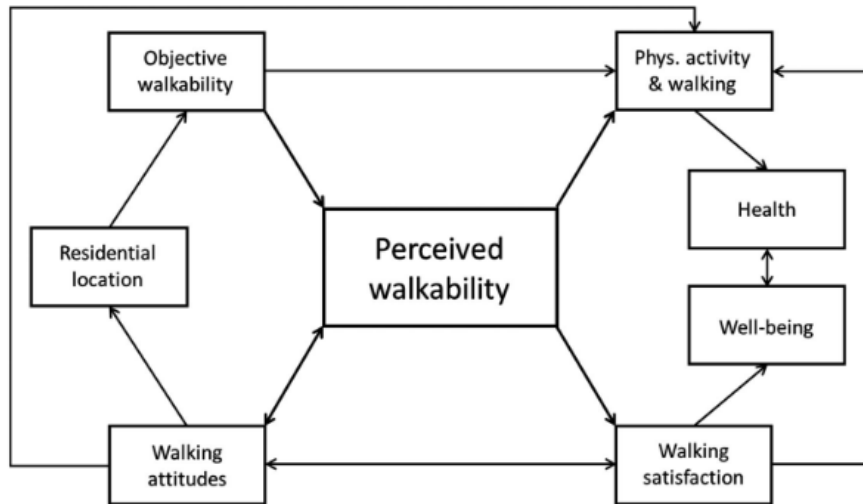 Objective
walkability
Phys. activity
& walking
Health
Residential
location
Perceived
walkability
Well-being
Walking
attitudes
Walking
satisfaction